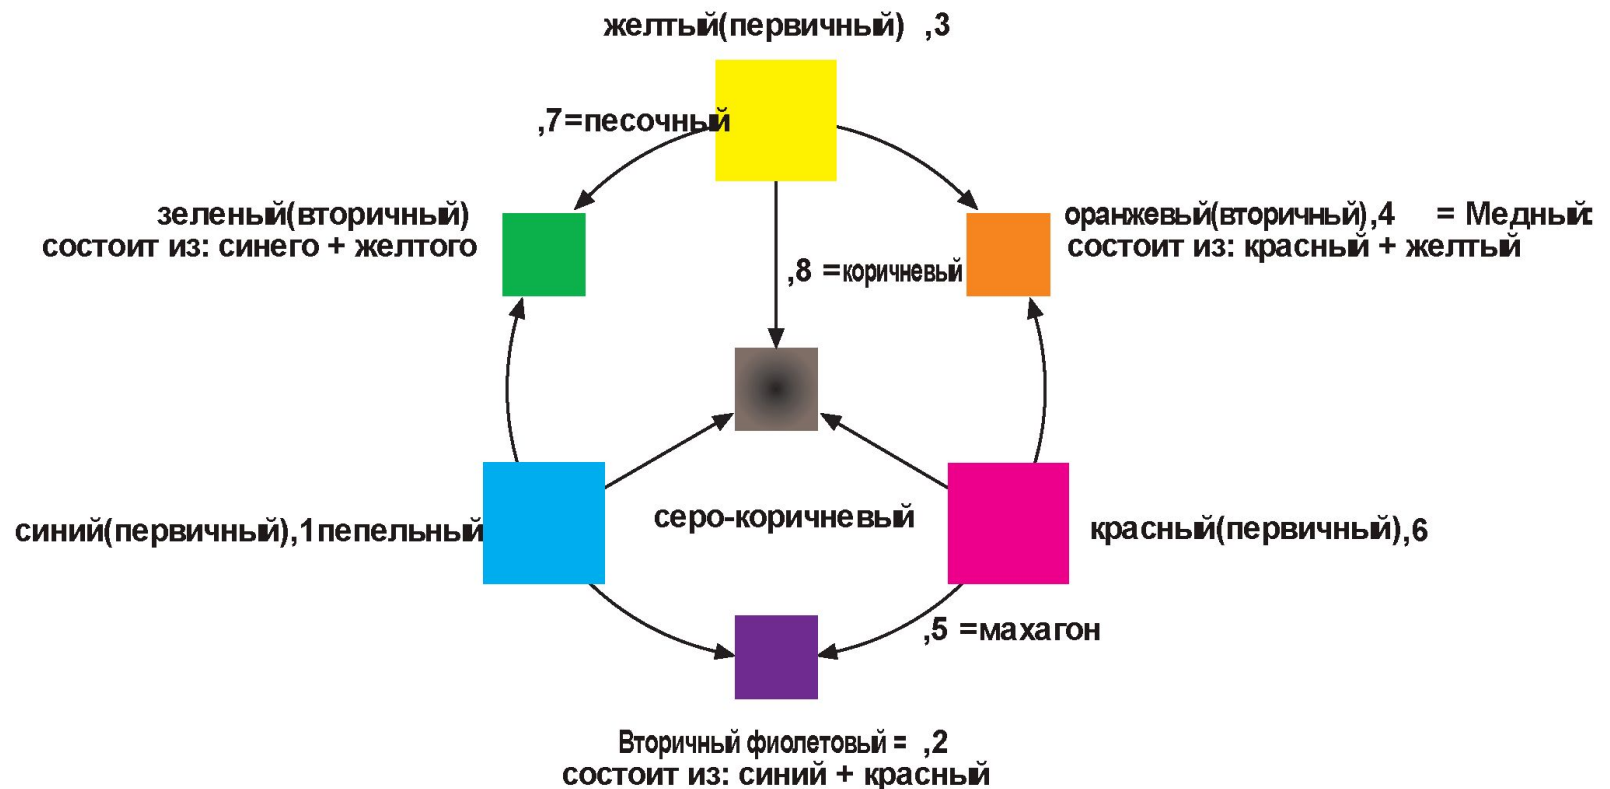 желтый(первичный) ,3
,7=песочный
зеленый(вторичный)
состоит из: синего + желтого
оранжевый(вторичный),4 = Медный:
состоит из: красный + желтый
,8 =коричневый
синий(первичный),1пепельный
серо-коричневый
красный(первичный),6
,5 =махагон
Вторичный фиолетовый = ,2
состоит из: синий + красный